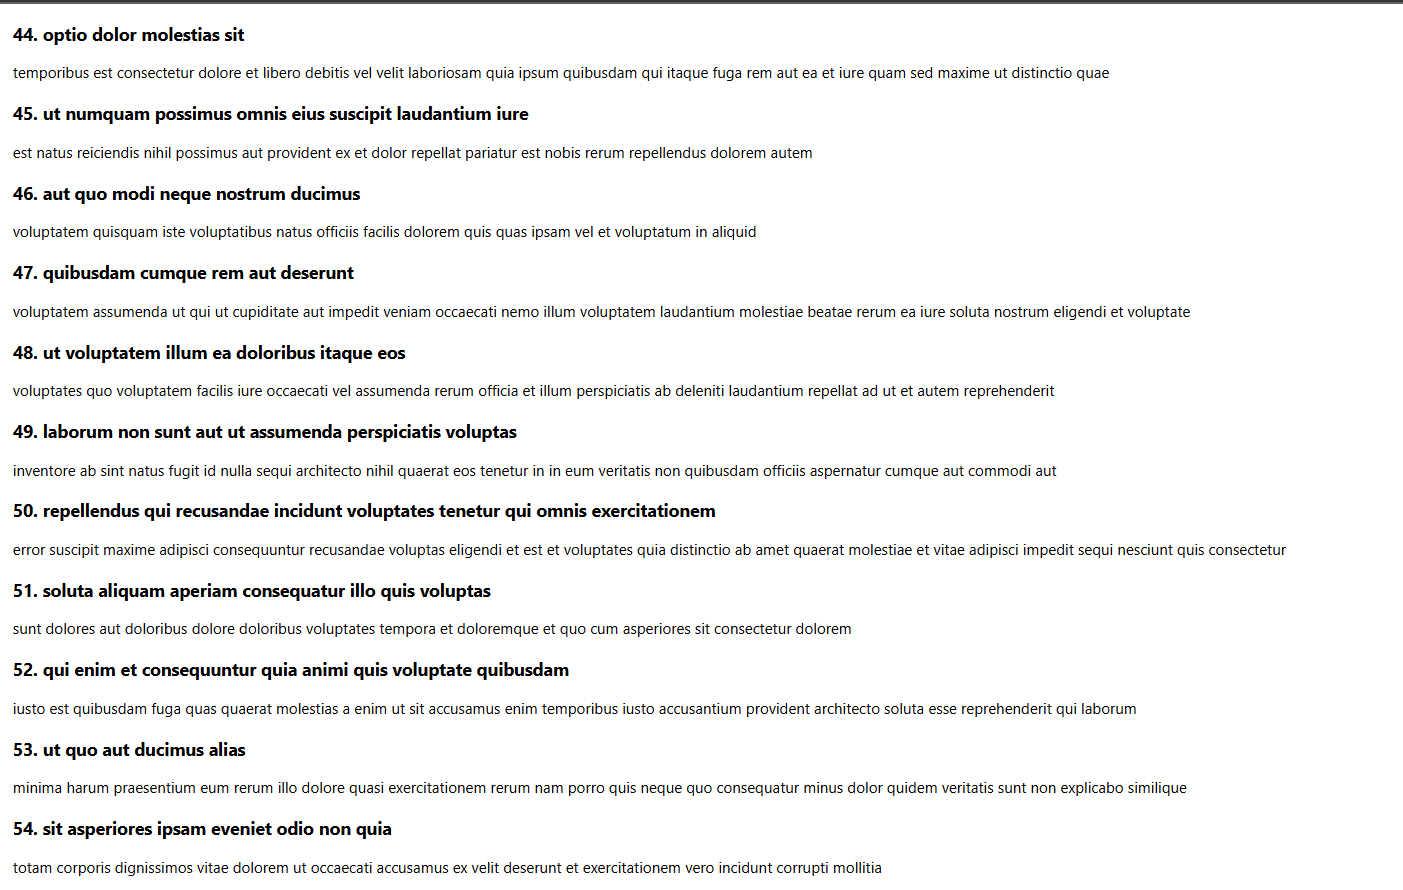 44. optio dolor molestias sit
temporibus est consectetur dolore et libero debitis vel velit laboriosam quia ipsum quibusdam qui itaque fuga rem aut ea et iure quam sed maxime ut distinctio quae
45. ut numquam possimus omnis eius suscipit laudantium iure
est natus reiciendis nihil possimus aut provident ex et dolor repellat pariatur est nobis rerum repellendus dolorem autem
46. aut quo modi neque nostrum ducimus
voluptatem quisquam iste voluptatibus natus officiis facilis dolorem quis quas ipsam vel et voluptatum in aliquid
47. quibusdam cumque rem aut deserunt
voluptatem assumenda ut qui ut cupiditate aut impedit veniam occaecati nemo illum voluptatem laudantium molestiae beatae rerum ea iure soluta nostrum eligendi et voluptate
48. ut voluptatem illum ea doloribus itaque eos
voluptates quo voluptatem facilis iure occaecati vel assumenda rerum officia et illum perspiciatis ab deleniti laudantium repellat ad ut et autem reprehenderit
49. laborum non sunt aut ut assumenda perspiciatis voluptas
inventore ab sint natus fugit id nulla sequi architecto nihil quaerat eos tenetur in in eum veritatis non quibusdam officiis aspernatur cumque aut commodi aut
50. repellendus qui recusandae incidunt voluptates tenetur qui omnis exercitationem
error suscipit maxime adipisci consequuntur recusandae voluptas eligendi et est et voluptates quia distinctio ab amet quaerat molestiae et vitae adipisci impedit sequi nesciunt quis consectetur
51. soluta aliquam aperiam consequatur illo quis voluptas
sunt dolores aut doloribus dolore doloribus voluptates tempora et doloremque et quo cum asperiores sit consectetur dolorem
52. qui enim et consequuntur quia animi quis voluptate quibusdam
iusto est quibusdam fuga quas quaerat molestias a enim ut sit accusamus enim temporibus iusto accusantium provident architecto soluta esse reprehenderit qui laborum
53. ut quo aut ducimus alias
minima harum praesentium eum rerum illo dolore quasi exercitationem rerum nam porro quis neque quo consequatur minus dolor quidem veritatis sunt non explicabo similique
54. sit asperiores ipsam eveniet odio non quia
totam corporis dignissimos vitae dolorem ut occaecati accusamus ex velit deserunt et exercitationem vero incidunt corrupti mollitia